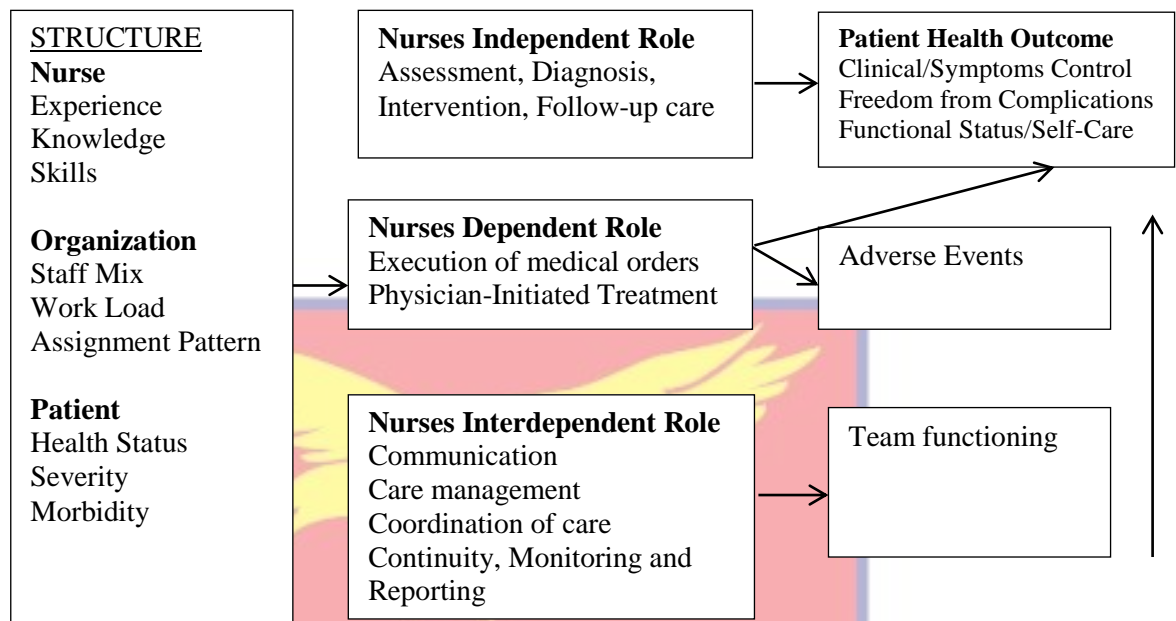 STRUCTURE
Nurse
Experience
Knowledge
Skills
Organization
Staff Mix
Work Load
Assignment Pattern
Patient
Health Status
Severity
Morbidity
Nurses Independent Role
Assessment, Diagnosis,
Intervention, Follow-up care
Nurses Dependent Role
Execution of medical orders
Physician-Initiated Treatment
Nurses Interdependent Role
Communication
Care management
Coordination of care
Continuity, Monitoring and
Reporting
Patient Health Outcome
Clinical/Symptoms Control
Freedom from Complications
Functional Status/Self-Care
Adverse Events
Team functioning